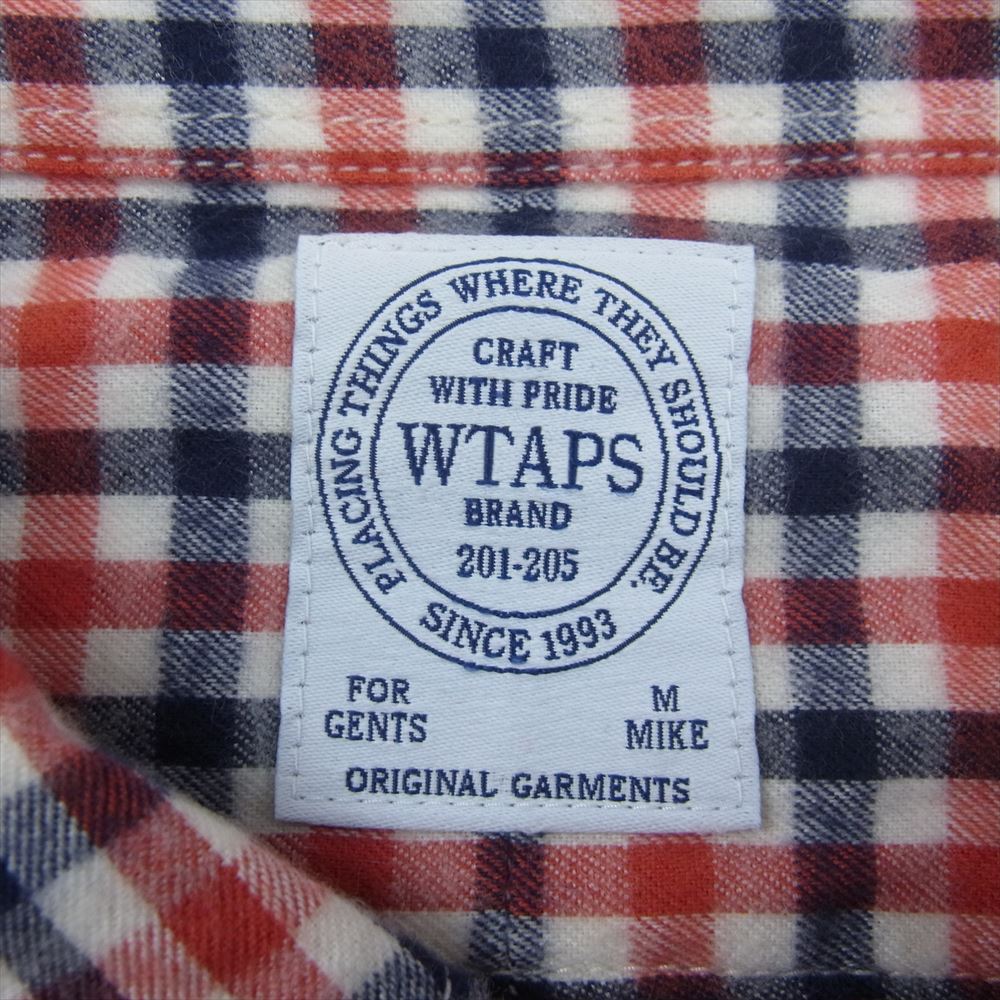 PLACING THINGS WHERE THEY SHOULD BE.
CRAFT
WITH PRIDE
WTAPS
BRAND
201-205
SINCE 1993
FOR
GENTS
M
MIKE
ORIGINAL GARMENTS